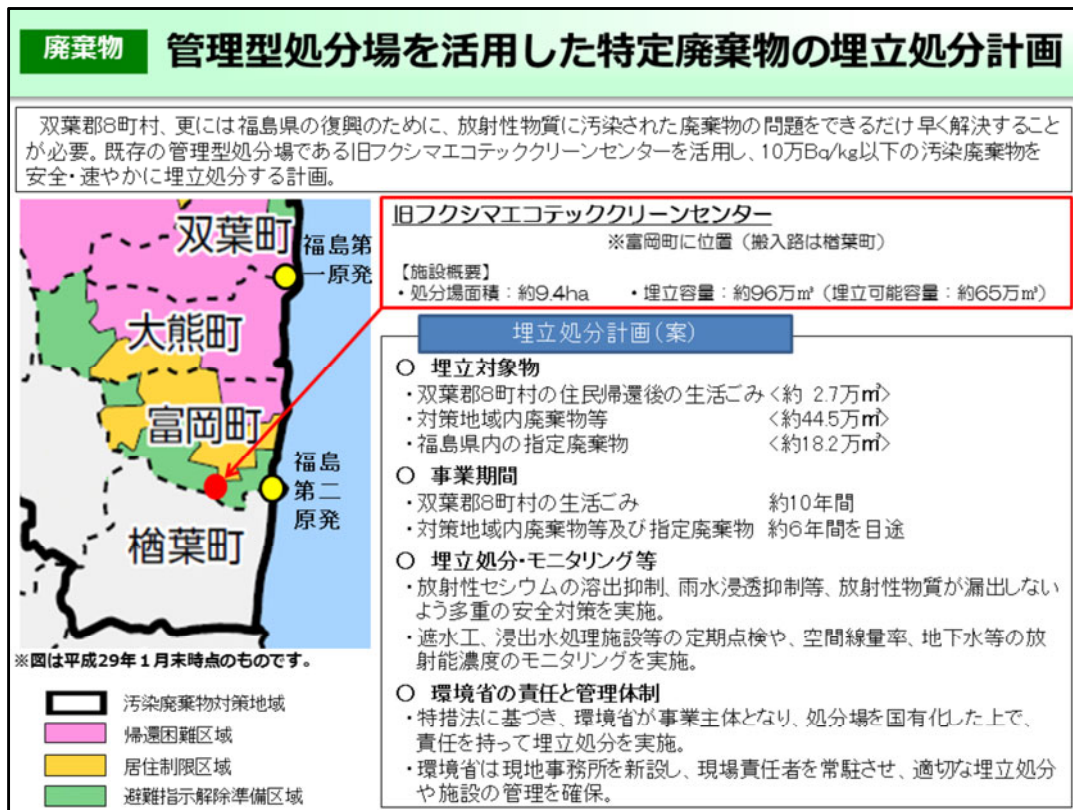 廃棄物
管理型処分場を活用した特定廃棄物の埋立処分計画
双葉郡8町村、更には福島県の復興のために、放射性物質に汚染された廃棄物の問題をできるだけ早く解決すること
が必要。既存の管理型処分場である旧フクシマエコテッククリーンセンターを活用し、10万Bq/kg以下の汚染廃棄物を
安全・速やかに埋立処分する計画。
双葉町
福島第
一原発
大熊町
富岡町
福島
第二
原発
楢葉町
※図は平成29年1月末時点のものです。
汚染廃棄物対策地域
帰還困難区域
居住制限区域
避難指示解除準備区域
旧フクシマエコテッククリーンセンター
※富岡町に位置（搬入路は楢葉町）
【施設概要】
・処分場面積：約9.4ha ・埋立容量：約96万㎥（埋立可能容量：約65万㎥）
埋立処分計画（案）
○ 埋立対象物
・双葉郡8町村の住民帰還後の生活ごみ＜約 2.7万㎥＞
・対策地域内廃棄物等 ＜約44.5万㎥＞
・福島県内の指定廃棄物 ＜約18.2万㎥＞
○ 事業期間
・双葉郡8町村の生活ごみ 約10年間
・対策地域内廃棄物等及び指定廃棄物 約6年間を目途
○ 埋立処分・モニタリング等
・放射性セシウムの溶出抑制、雨水浸透抑制等、放射性物質が漏出しない
よう多重の安全対策を実施。
・遮水工、浸出水処理施設等の定期点検や、空間線量率、地下水等の放
射能濃度のモニタリングを実施。
○ 環境省の責任と管理体制
・特措法に基づき、環境省が事業主体となり、処分場を国有化した上で、
責任を持って埋立処分を実施。
・環境省は現地事務所を新設し、現場責任者を常駐させ、適切な埋立処分
や施設の管理を確保。